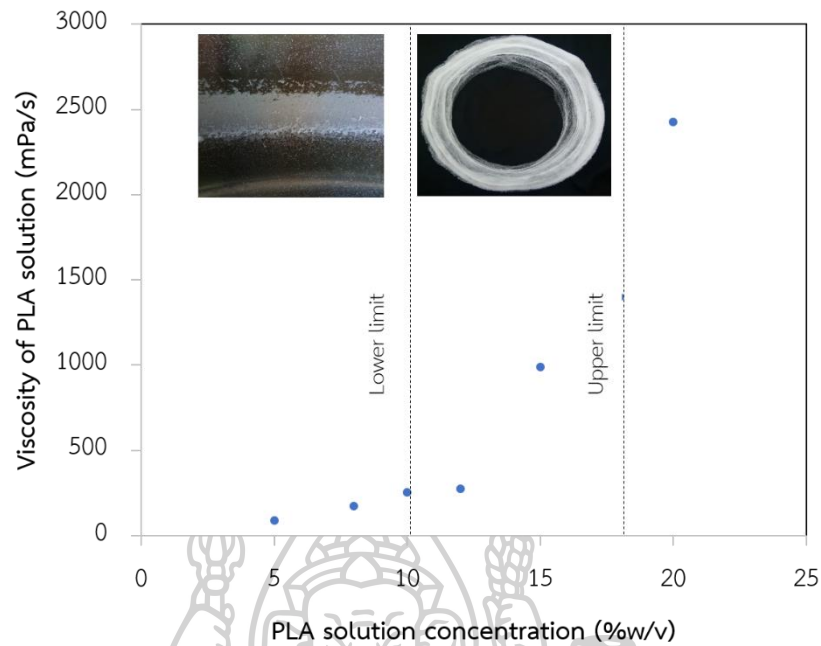 3000
2500
2000
1500
1000
500
0
Viscosity of PLA solution (mPa/s)
Lower limit
Upper limit
0 5 10 15 20 25
PLA solution concentration (%w/v)